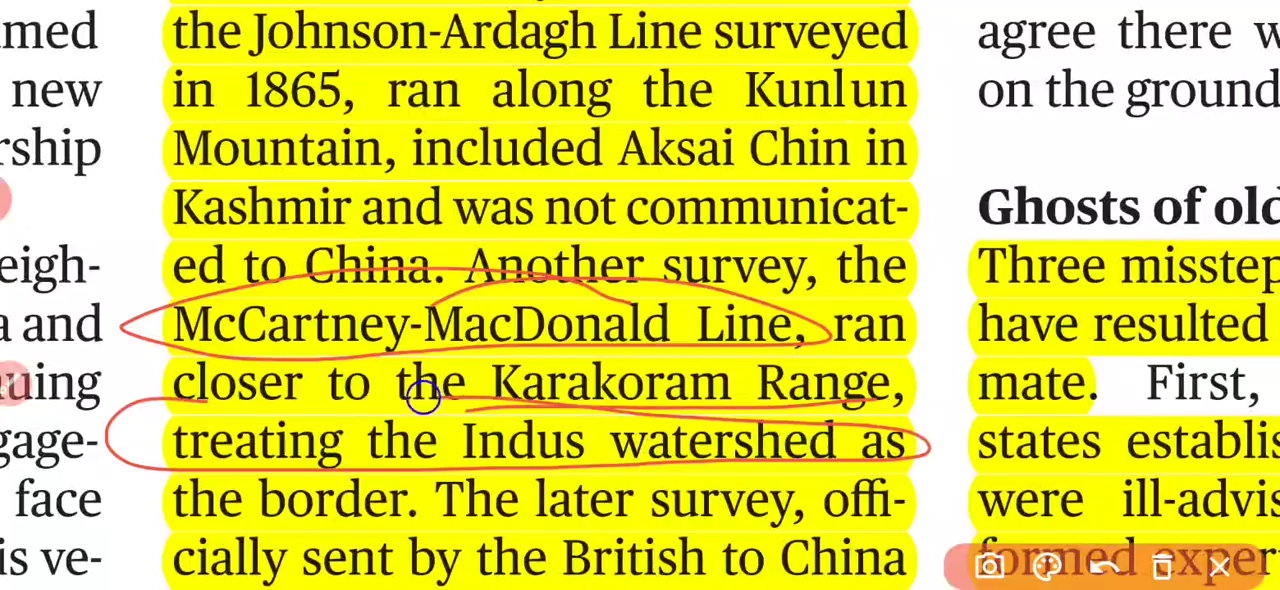 amed
new
rship
eigh-
a and
uing
gage-
face
is ve-
the Johnson-Ardagh Line surveyed
in 1865, ran along the Kunlun
Mountain, included Aksai Chin in
Kashmir and was not communicat-
ed to China. Another survey, the
McCartney-MacDonald Line, ran
closer to the Karakoram Range,
treating the Indus watershed as
the border. The later survey, offi-
cially sent by the British to China
agree there w
on the ground
Ghosts of old
Three misstep
have resulted
mate. First,
states establis
were ill-advis
formed experi